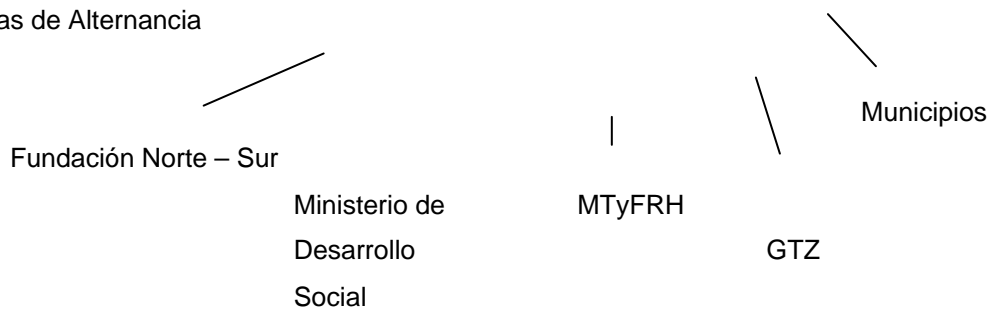 as de Alternancia
Municipios
Fundación Norte – Sur
Ministerio de
Desarrollo
Social
MTyFRH
GTZ